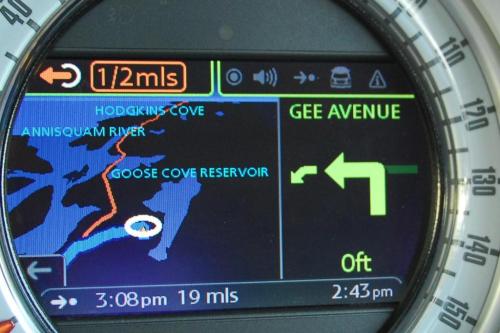 1/2mls
HODGKINS COVE
ANNISQUAM RIVER
GOOSE COVE RESERVOIR
GEE AVENUE
0ft
3:08pm 19 mls
2:43pm
40
110
120
130
140
150